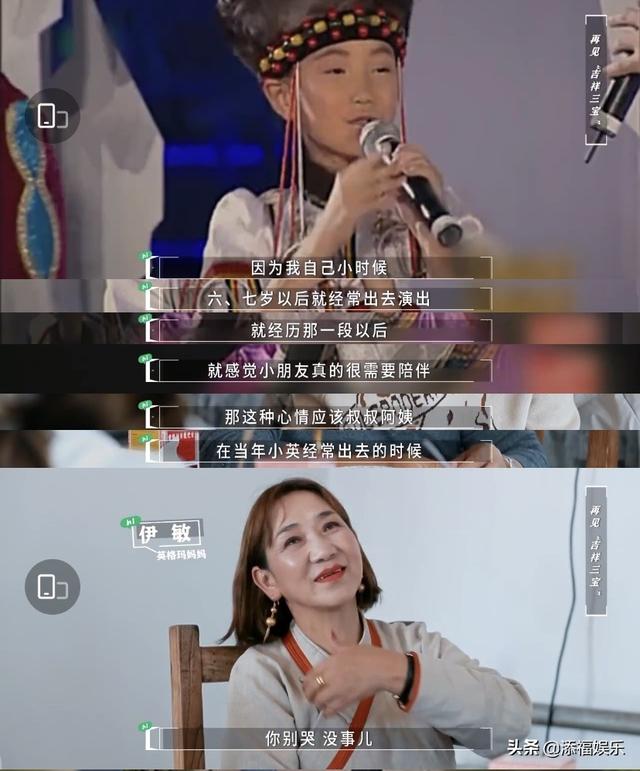 再见“吉祥三宝”
因为我自己小时候
六、七岁以后就经常出去演出
就经历那一段以后
就感觉小朋友真的很需要陪伴
那这种心情应该叔叔阿姨
在当年小英经常出去的时候
hi
伊敏
英格玛妈妈
再见“吉祥三宝”
你别哭 没事儿
头条 @添福娱乐